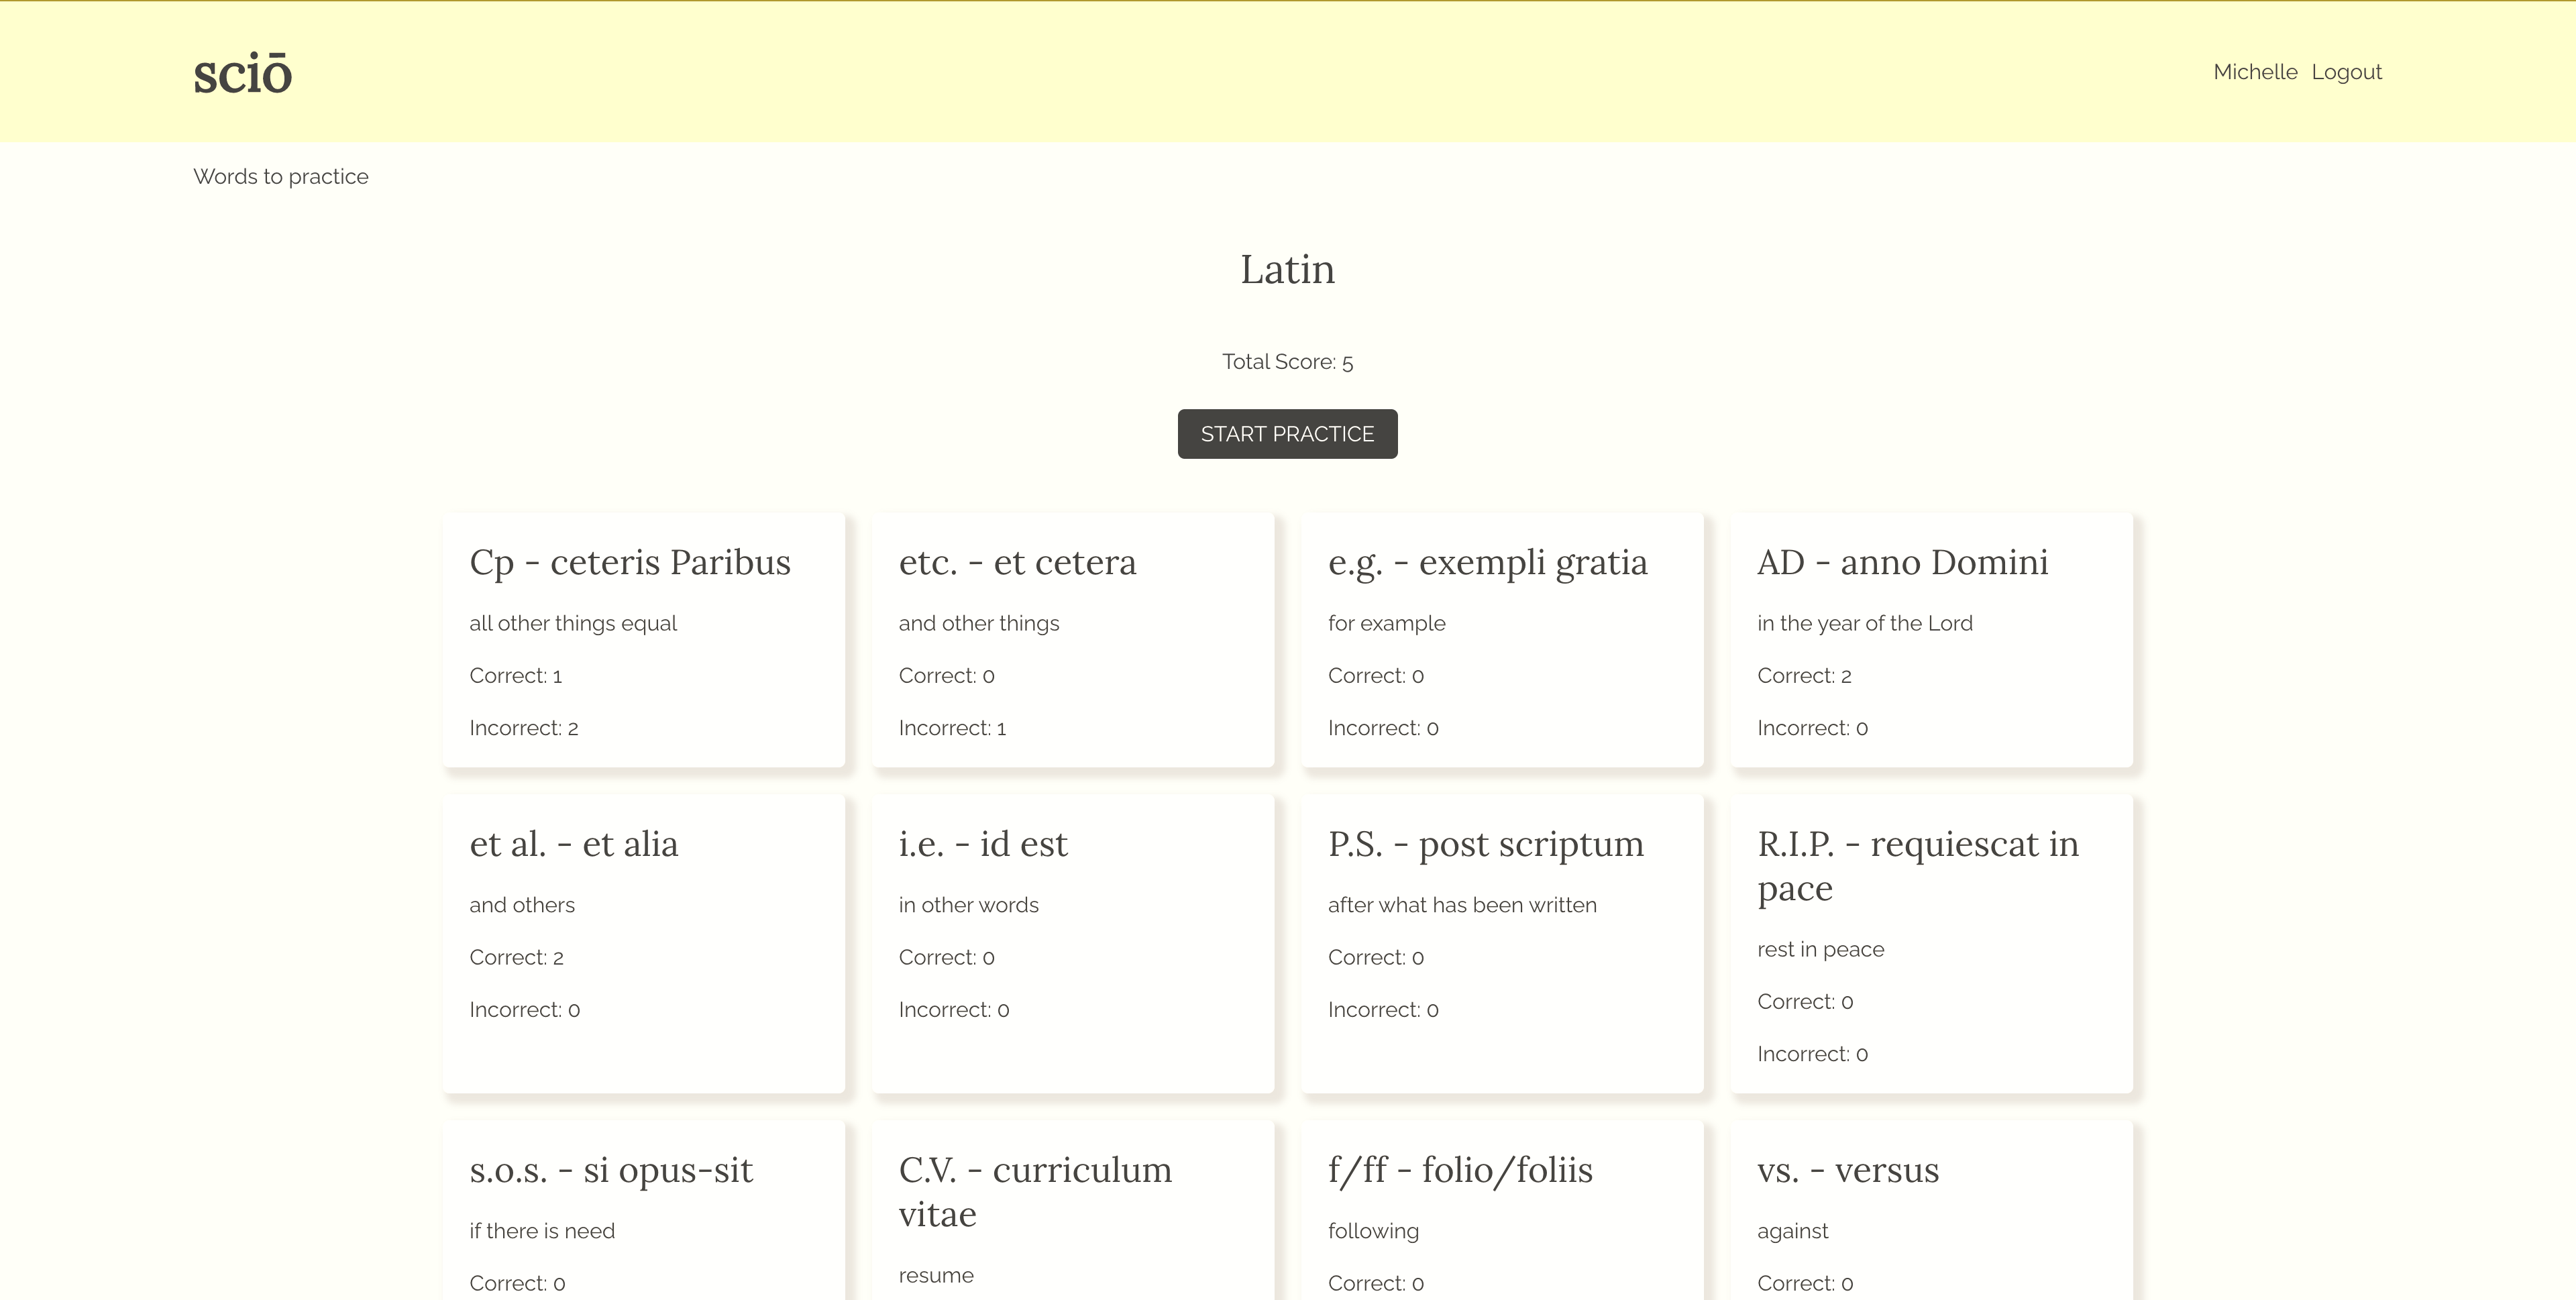 sciō
Michelle Logout
Words to practice
Latin
Total Score: 5
START PRACTICE
Cp - ceteris Paribus
all other things equal
Correct: 1
Incorrect: 2
etc. - et cetera
and other things
Correct: 0
Incorrect: 1
e.g. - exempli gratia
for example
Correct: 0
Incorrect: 0
AD - anno Domini
in the year of the Lord
Correct: 2
Incorrect: 0
et al. - et alia
and others
Correct: 2
Incorrect: 0
i.e. - id est
in other words
Correct: 0
Incorrect: 0
P.S. - post scriptum
after what has been written
Correct: 0
Incorrect: 0
R.I.P. - requiescat in
pace
rest in peace
Correct: 0
Incorrect: 0
s.o.s. - si opus-sit
if there is need
Correct: 0
C.V. - curriculum
vitae
resume
f/ff - folio/foliis
following
Correct: 0
vs. - versus
against
Correct: 0